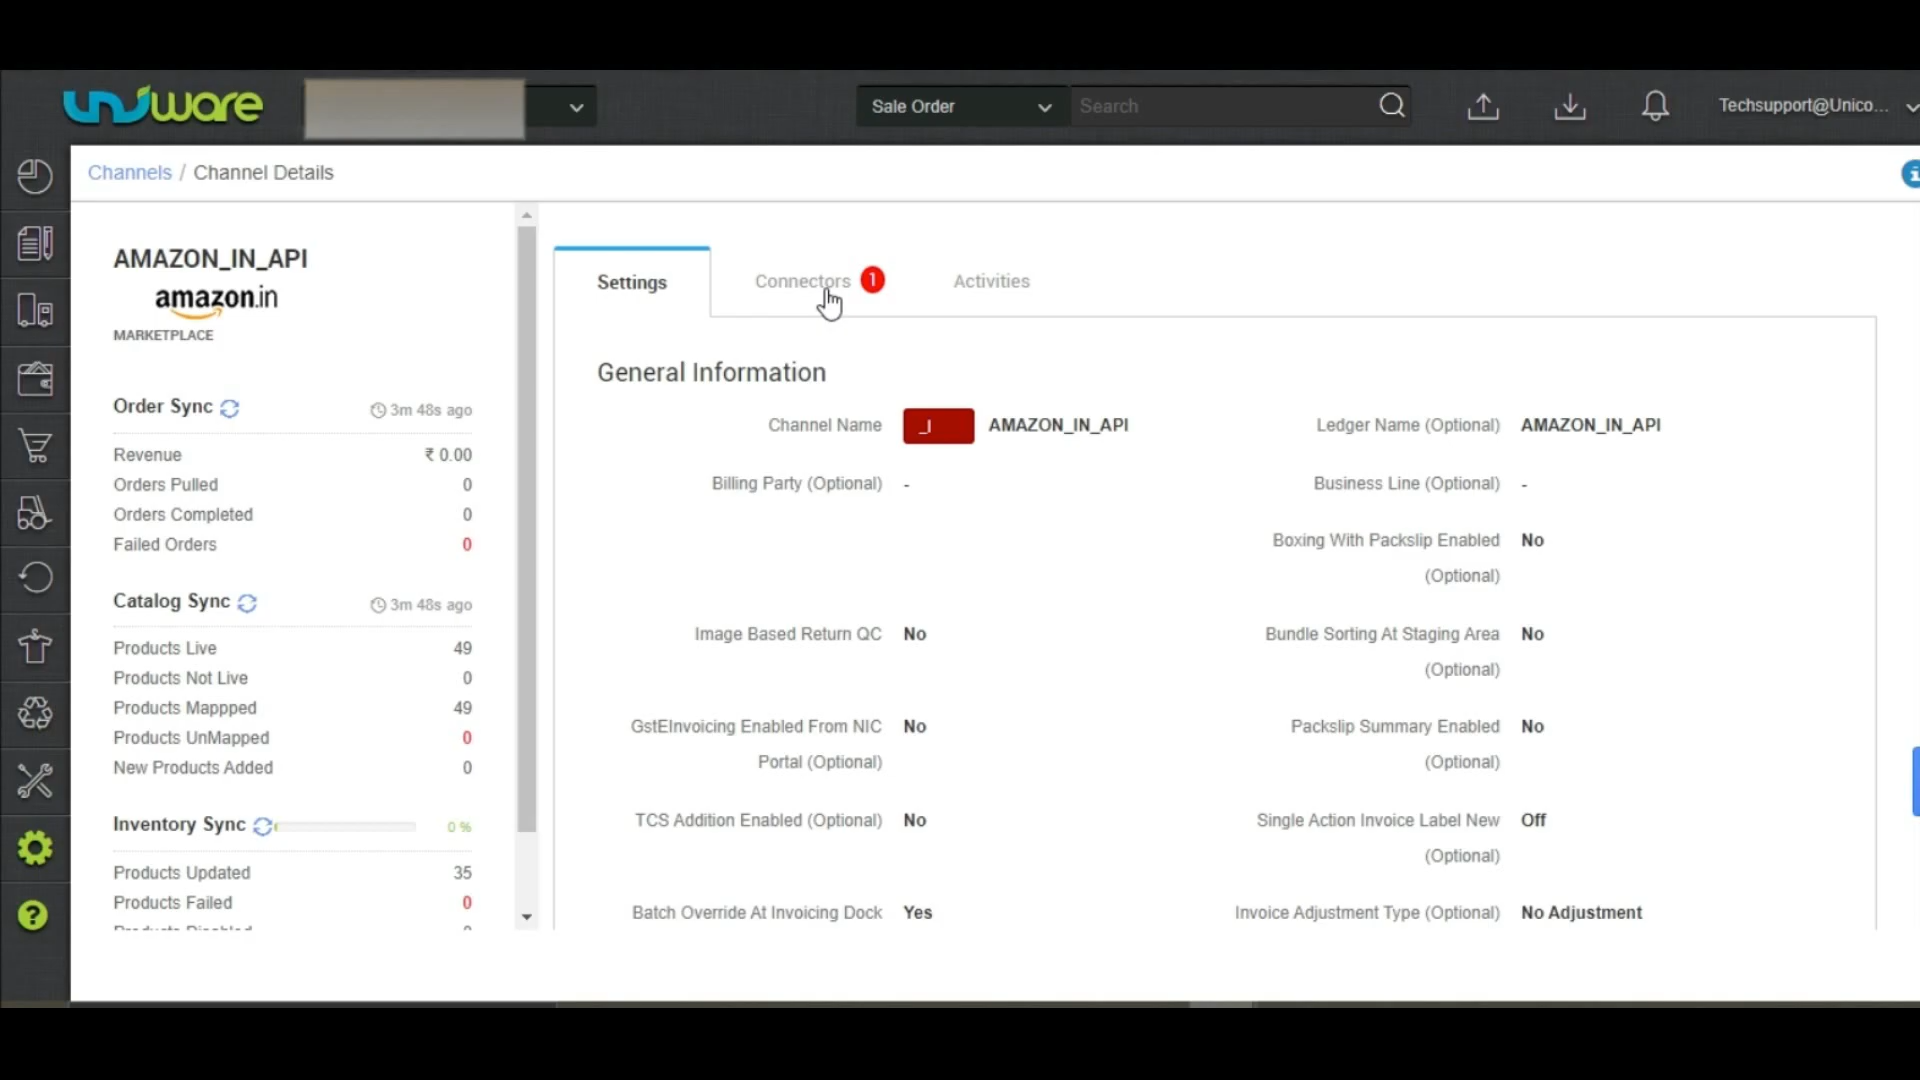 uniware
Sale Order
Search
Techsupport@Unico...
Channels / Channel Details
AMAZON_IN_API
amazon.in
MARKETPLACE
Order Sync
3m 48s ago
Revenue ₹ 0.00
Orders Pulled 0
Orders Completed 0
Failed Orders 0
Catalog Sync
3m 48s ago
Products Live 49
Products Not Live 0
Products Mappped 49
Products UnMapped 0
New Products Added 0
Inventory Sync
0 %
Products Updated 35
Products Failed 0
Settings
Connectors 1
Activities
General Information
Channel Name _I AMAZON_IN_API
Ledger Name (Optional) AMAZON_IN_API
Billing Party (Optional) -
Business Line (Optional) -
Boxing With Packslip Enabled No
(Optional)
Image Based Return QC No
Bundle Sorting At Staging Area No
(Optional)
GstEInvoicing Enabled From NIC No
Portal (Optional)
Packslip Summary Enabled No
(Optional)
TCS Addition Enabled (Optional) No
Single Action Invoice Label New Off
(Optional)
Batch Override At Invoicing Dock Yes
Invoice Adjustment Type (Optional) No Adjustment